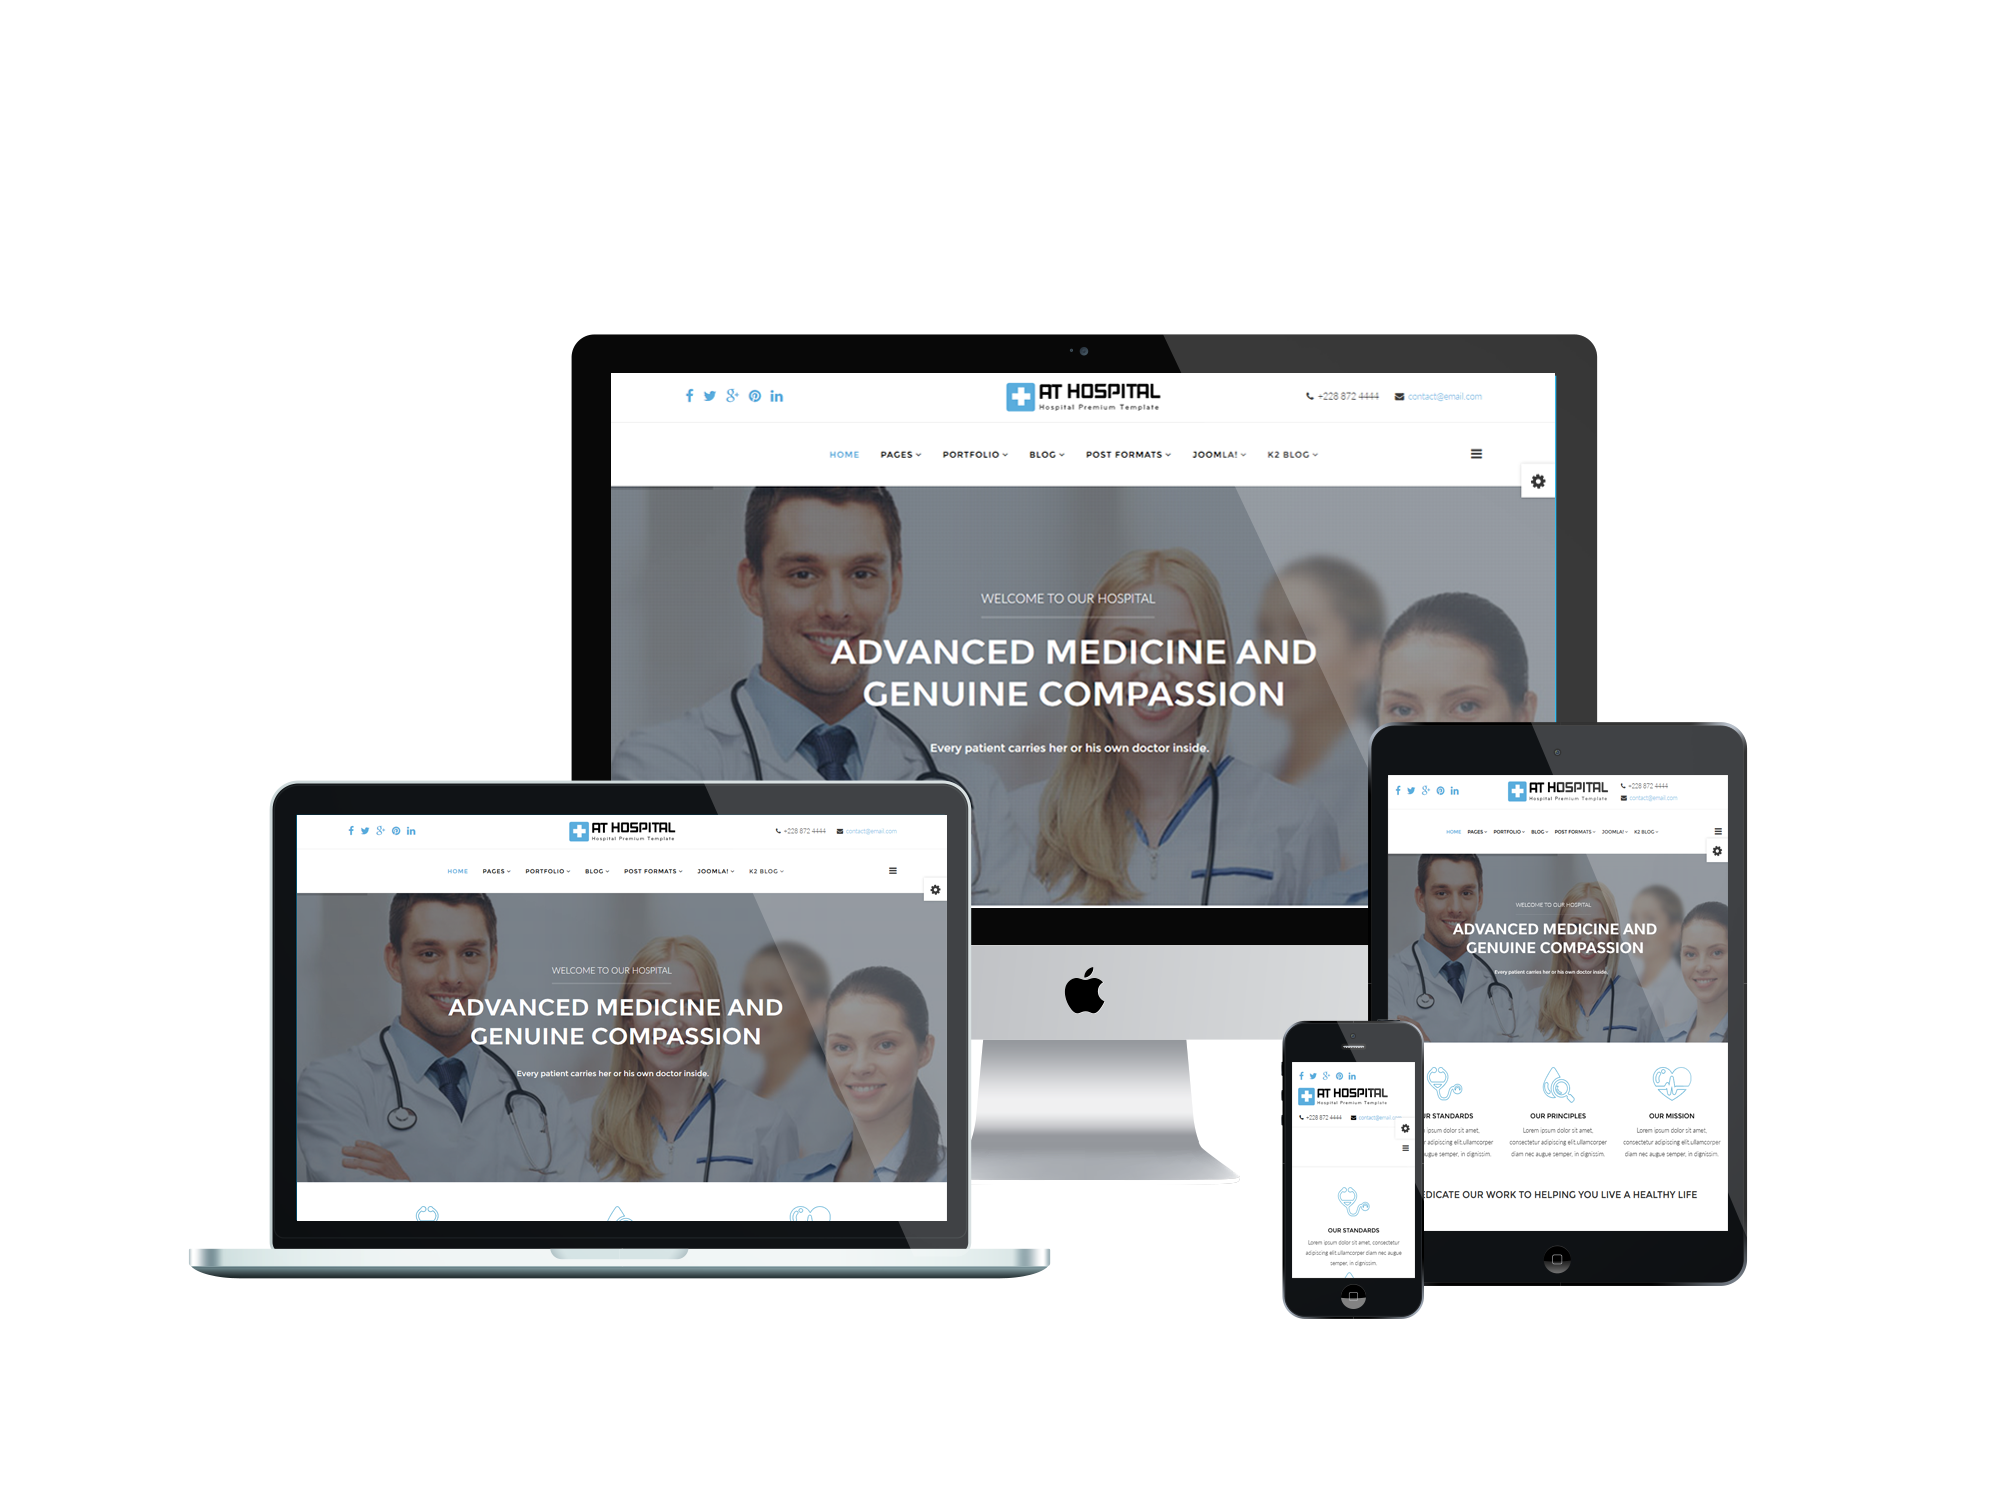 AT HOSPITAL
Hospital Premium Template
+228 872 4444 contact@email.com
HOME PAGES PORTFOLIO BLOG POST FORMATS JOOMLA! K2 BLOG
WELCOME TO OUR HOSPITAL
ADVANCED MEDICINE AND
GENUINE COMPASSION
Every patient carries her or his own doctor inside.
AT HOSPITAL
Hospital Premium Template
+228 872 4444 contact@email.com
HOME PAGES PORTFOLIO BLOG POST FORMATS JOOMLA! K2 BLOG
WELCOME TO OUR HOSPITAL
ADVANCED MEDICINE AND
GENUINE COMPASSION
Every patient carries her or his own doctor inside.
AT HOSPITAL
Hospital Premium Template
+228 872 4444
contact@email.com
HOME PAGES PORTFOLIO BLOG POST FORMATS JOOMLA! K2 BLOG
WELCOME TO OUR HOSPITAL
ADVANCED MEDICINE AND
GENUINE COMPASSION
Every patient carries her or his own doctor inside.
UR STANDARDS OUR PRINCIPLES OUR MISSION
ipsum dolor sit amet, Lorem ipsum dolor sit amet, Lorem ipsum dolor sit amet,
r adipiscing elit.ullamcorper consectetur adipiscing elit.ullamcorper consectetur adipiscing elit.ullamcorper
augue semper, in dignissim. diam nec augue semper, in dignissim. diam nec augue semper, in dignissim.
EDICATE OUR WORK TO HELPING YOU LIVE A HEALTHY LIFE
AT HOSPITAL
Hospital Premium Template
+228 872 4444 contact@email.com
OUR STANDARDS
Lorem ipsum dolor sit amet, consectetur
adipiscing elit.ullamcorper diam nec augue
semper, in dignissim.